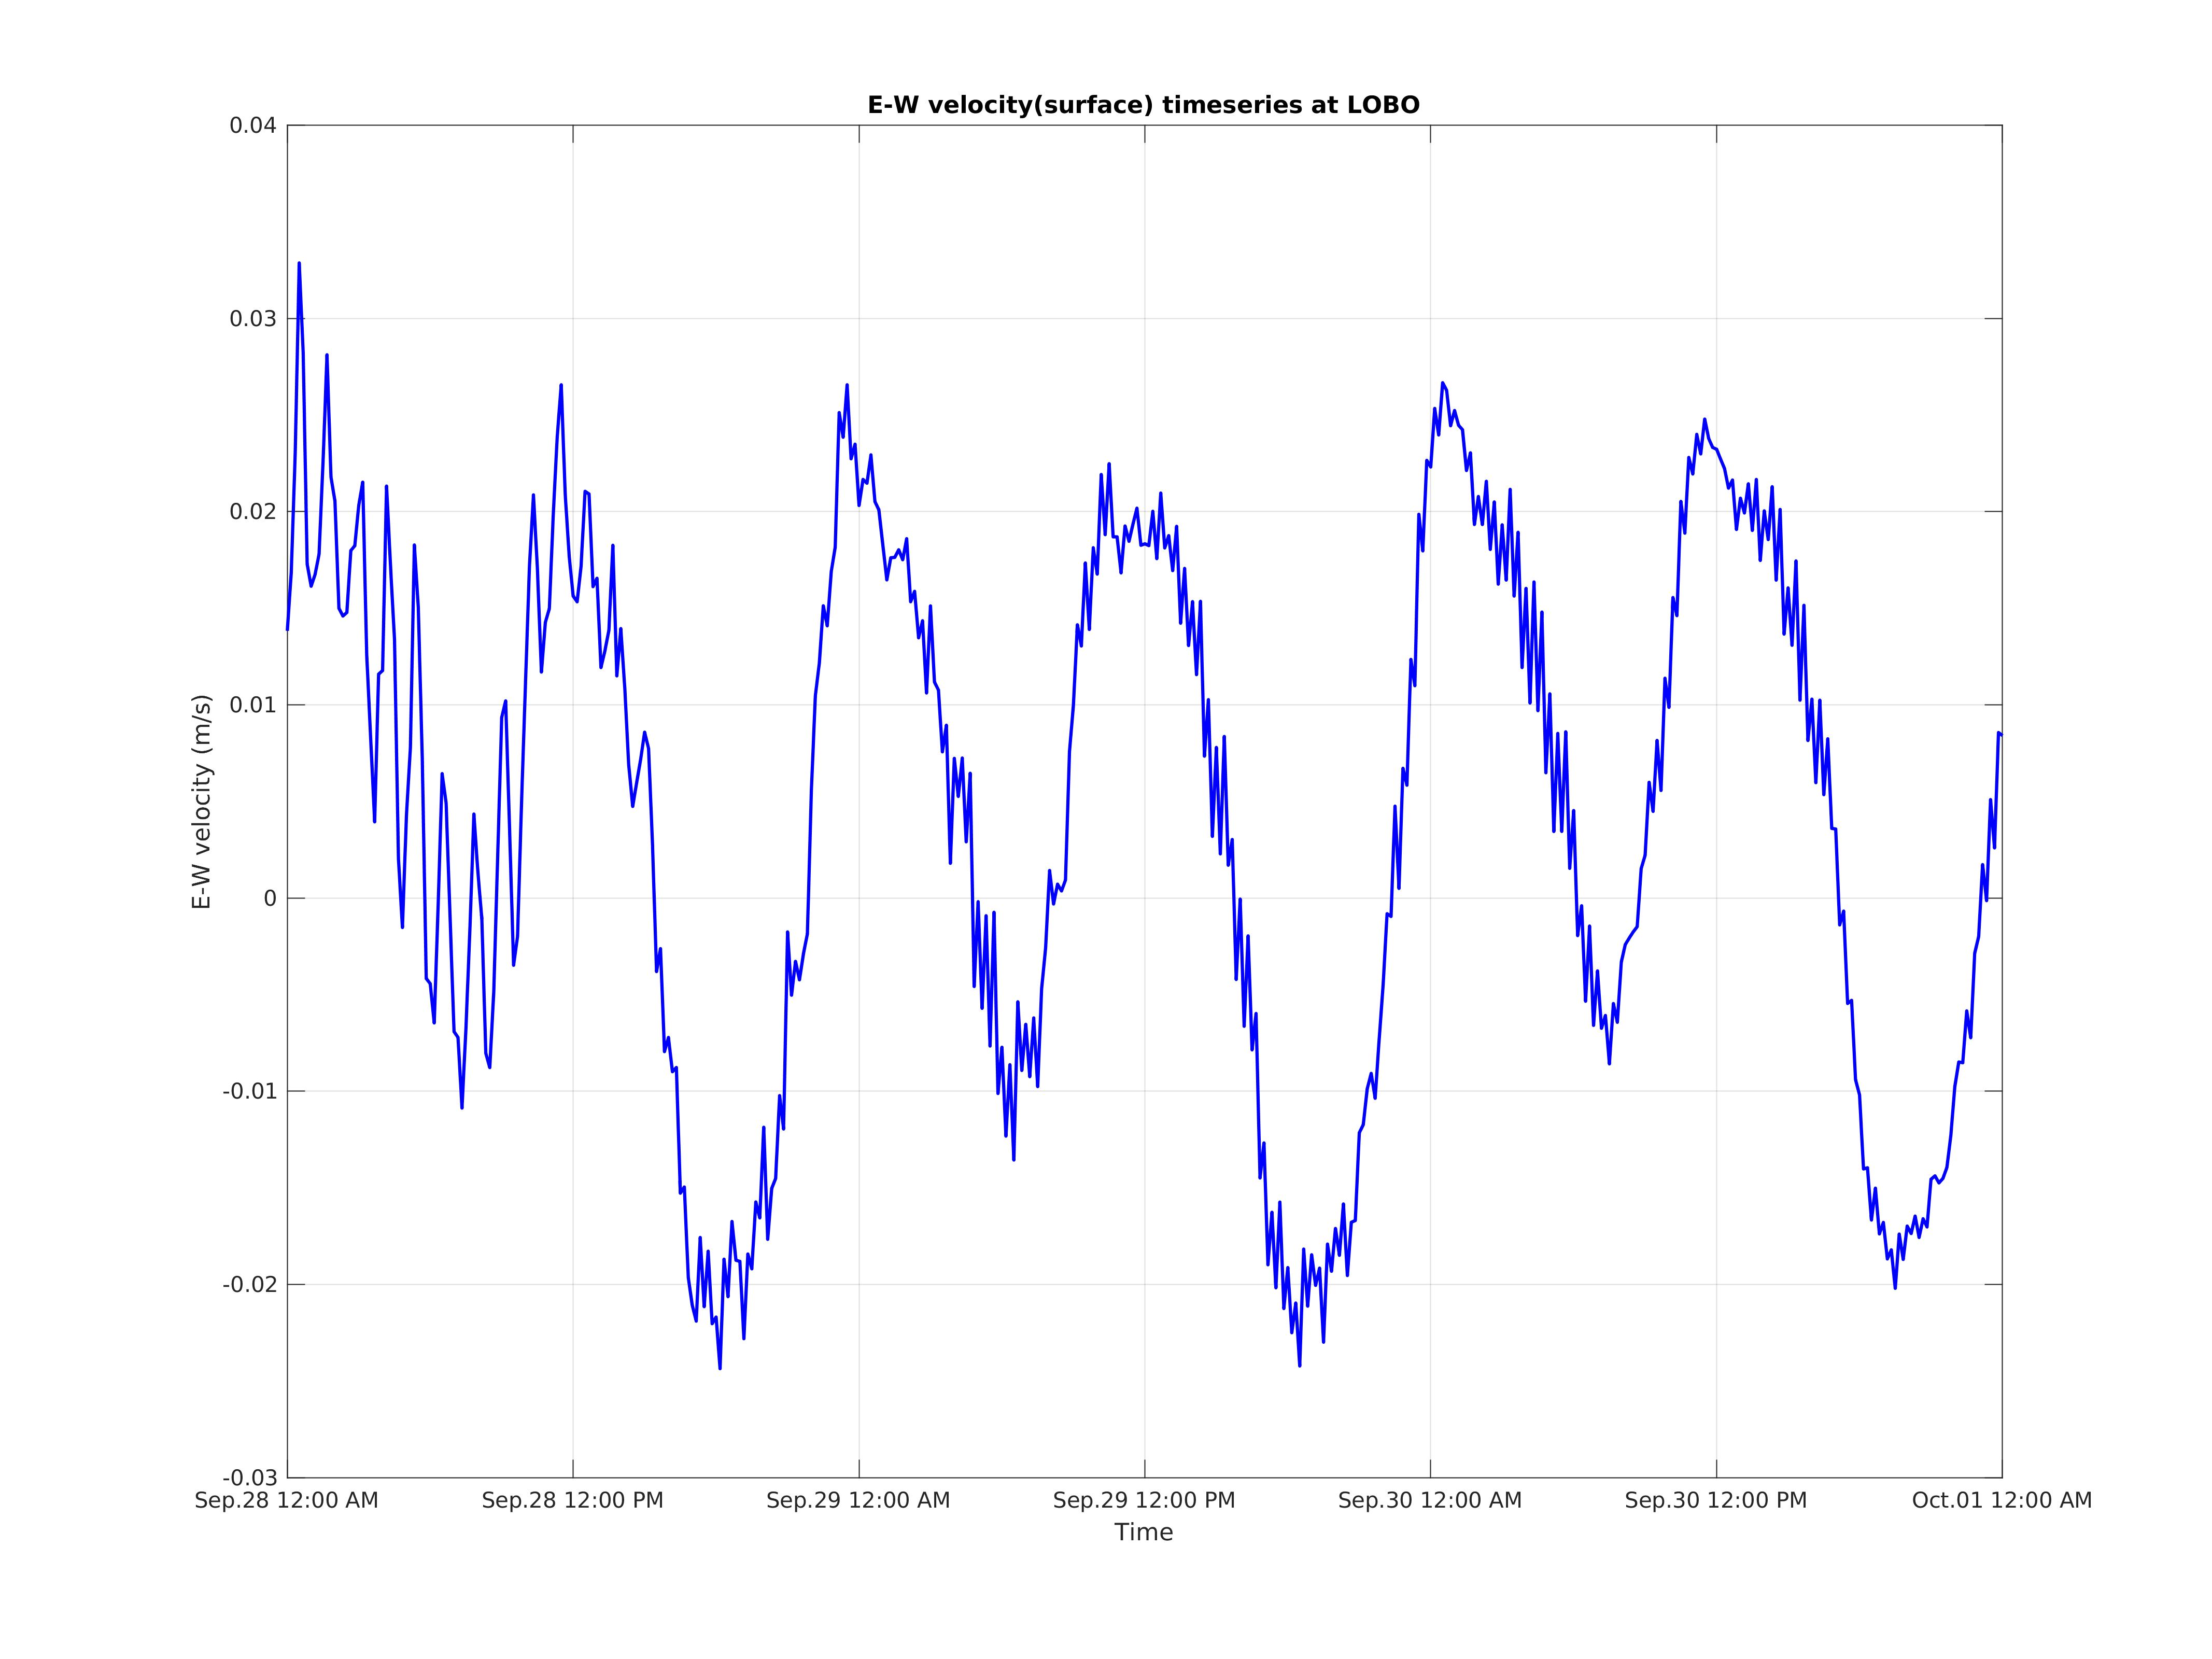 E-W velocity(surface) timeseries at LOBO
0.04
0.03
0.02
0.01
0
-0.01
-0.02
-0.03
E-W velocity (m/s)
Sep.28 12:00 AM
Sep.28 12:00 PM
Sep.29 12:00 AM
Sep.29 12:00 PM
Sep.30 12:00 AM
Sep.30 12:00 PM
Oct.01 12:00 AM
Time